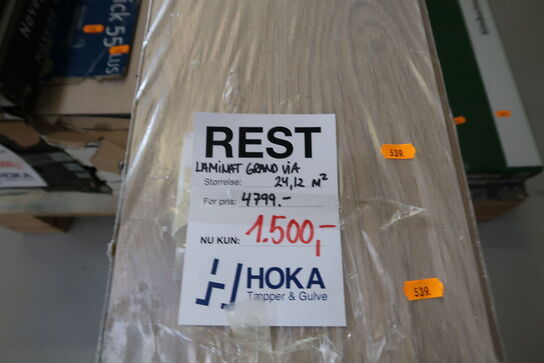 REST
LAMINAT GRAND VIA
Størrelse: 24,12 M²
Før pris: 4799.-
NU KUN: 1.500,-
HOKA
Tæpper & Gulve
539.
539.
HOKA